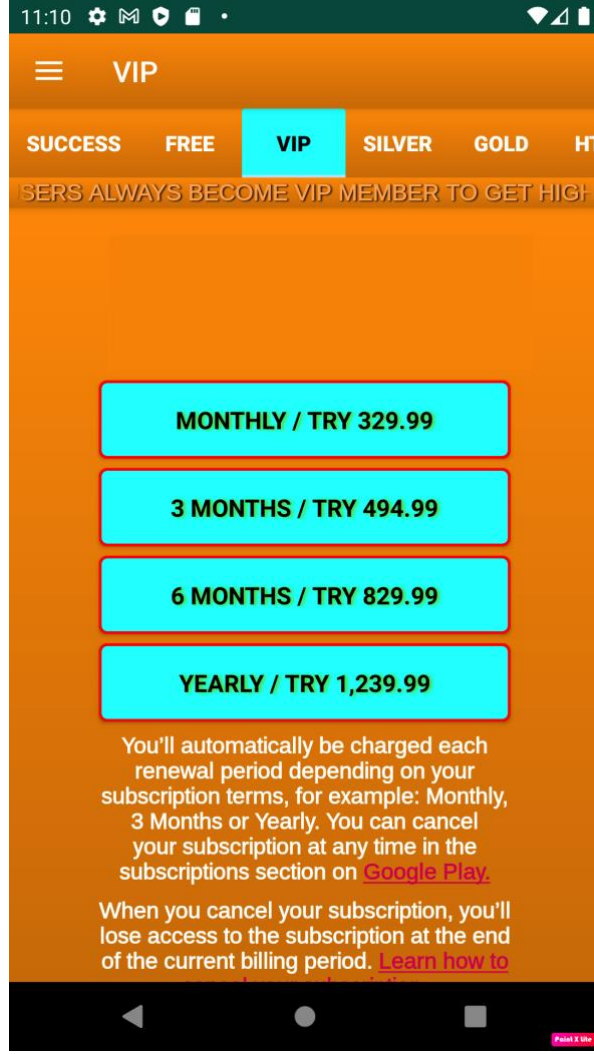 11:10
VIP
SUCCESS FREE VIP SILVER GOLD
ALWAYS BECOME VIP MEMBER TO GET
MONTHLY / TRY 329.99
3 MONTHS / TRY 494.99
6 MONTHS / TRY 829.99
YEARLY / TRY 1,239.99
You'll automatically be charged each
renewal period depending on your
subscription terms, for example: Monthly,
3 Months or Yearly. You can cancel
your subscription at any time in the
subscriptions section on Google Play.
When you cancel your subscription, you'll
lose access to the subscription at the end
of the current billing period. Learn how to
Paint X lite